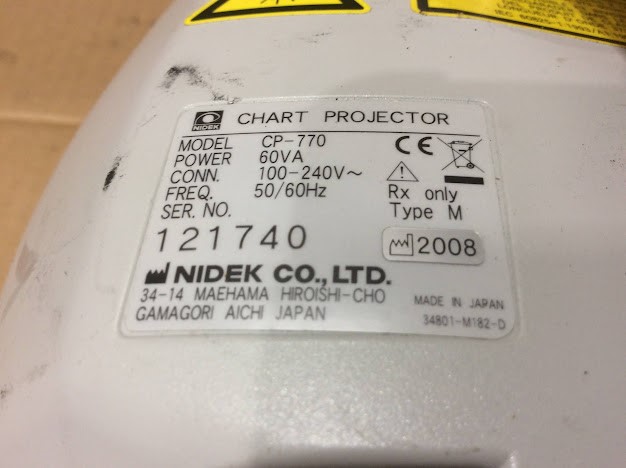 NIDEK CHART PROJECTOR
MODEL CP-770
POWER 60VA
CONN. 100-240V~
FREQ. 50/60Hz
SER. NO.
CE
Rx only
Type M
121740
2008
NIDEK CO., LTD.
34-14 MAEHAMA HIROISHI-CHO
GAMAGORI AICHI JAPAN
MADE IN JAPAN
34801-M182-D